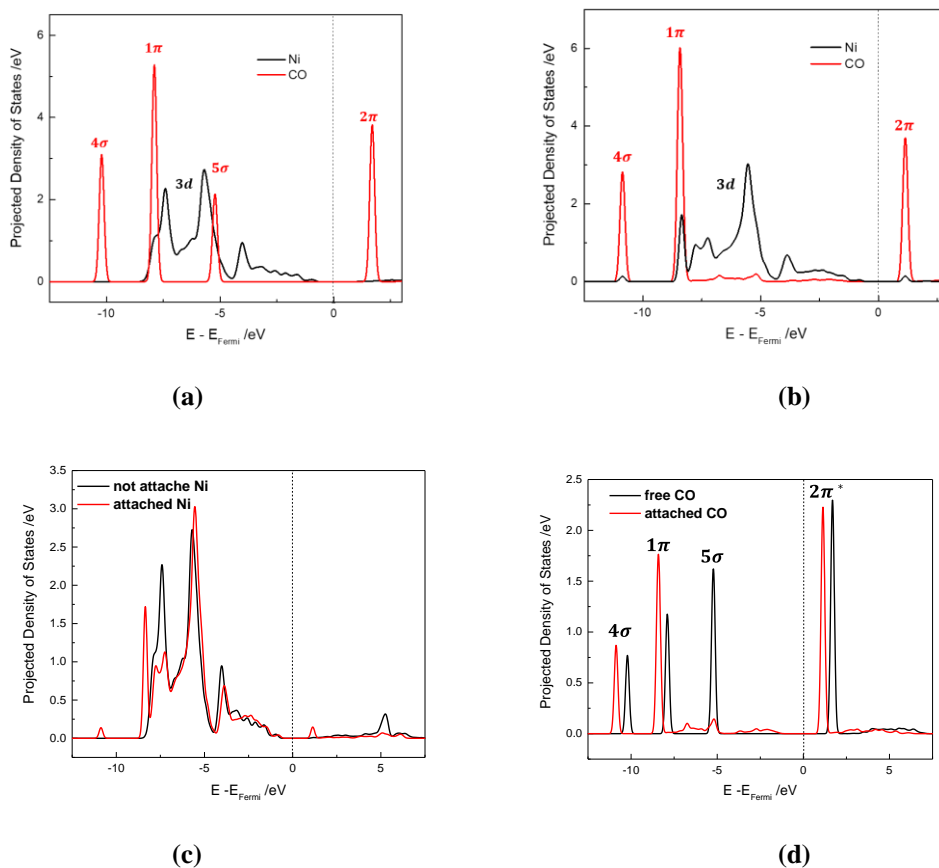 6
4
2
0
-10
-5
0
Projected Density of States /eV
E - E_Fermi /eV
4σ
1π
3d
5σ
2π
Ni
CO
(a)
6
4
2
0
-10
-5
0
Projected Density of States /eV
E - E_Fermi /eV
4σ
1π
3d
2π
Ni
CO
(b)
3.5
3.0
2.5
2.0
1.5
1.0
0.5
0.0
-10
-5
0
5
Projected Density of States /eV
E -E_Fermi /eV
not attache Ni
attached Ni
(c)
2.5
2.0
1.5
1.0
0.5
0.0
-10
-5
0
5
Projected Density of States /eV
E -E_Fermi /eV
free CO
attached CO
4σ
1π
5σ
2π *
(d)